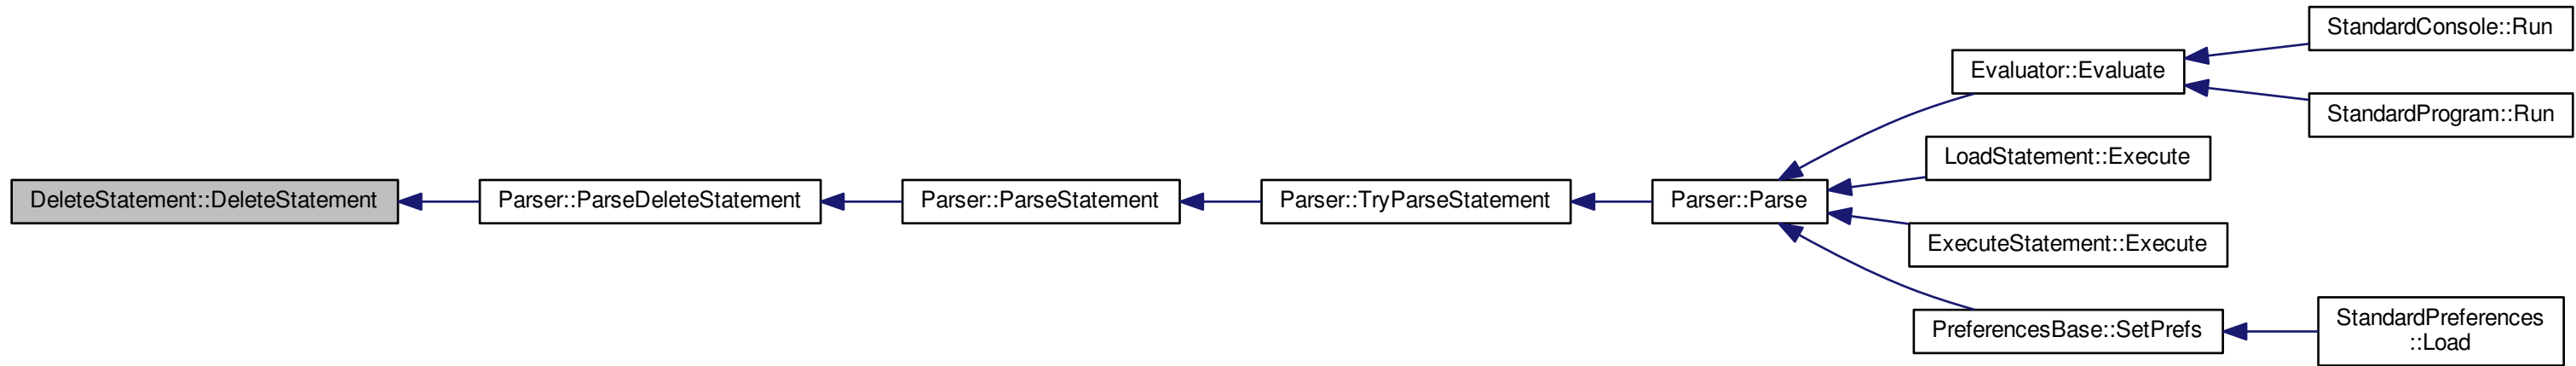 DeleteStatement::DeleteStatement
Parser::ParseDeleteStatement
Parser::ParseStatement
Parser::TryParseStatement
Parser::Parse
Evaluator::Evaluate
StandardConsole::Run
StandardProgram::Run
LoadStatement::Execute
ExecuteStatement::Execute
PreferencesBase::SetPrefs
StandardPreferences
::Load